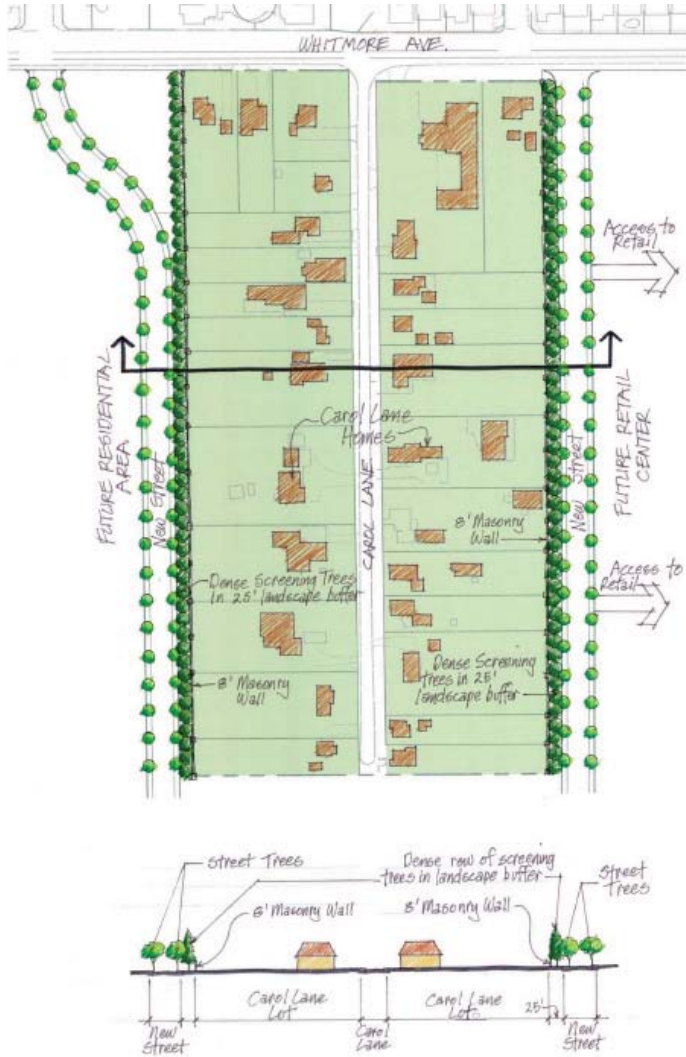 WHITMORE AVE.
Access to
Retail
FUTURE RESIDENTIAL
AREA
New Street
Carol Lane
Homes
CAROL LANE
8' Masonry
Wall
New Street
FUTURE RETAIL
CENTER
Dense Screening Trees
in 25' landscape buffer
Access to
Retail
8' Masonry
Wall
Dense Screening
trees in 25'
landscape buffer
Street Trees
Dense row of screening
trees in landscape buffer
Street
Trees
8' Masonry Wall
8' Masonry Wall
Carol Lane
Lot
Carol Lane
Lot
25'
New
Street
Carol
Lane
New
Street